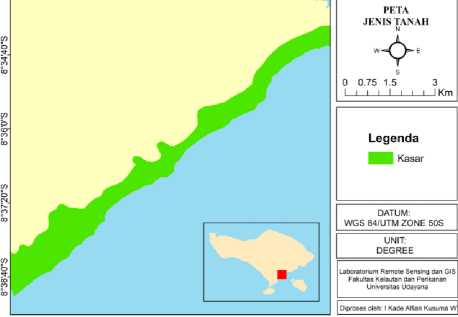 PETA
JENIS TANAH
N
W E
S
0 0.75 1.5 3
Km
Legenda
Kasar
DATUM:
WGS 84/UTM ZONE 50S
UNIT:
DEGREE
Laboratorium Remote Sensing dan GIS
Fakultas Kelautan dan Perikanan
Universitas Udayana
Diproses oleh: I Kade Alfian Kusuma W
8°34'40"S
8°36'0"S
8°37'20"S
8°38'40"S